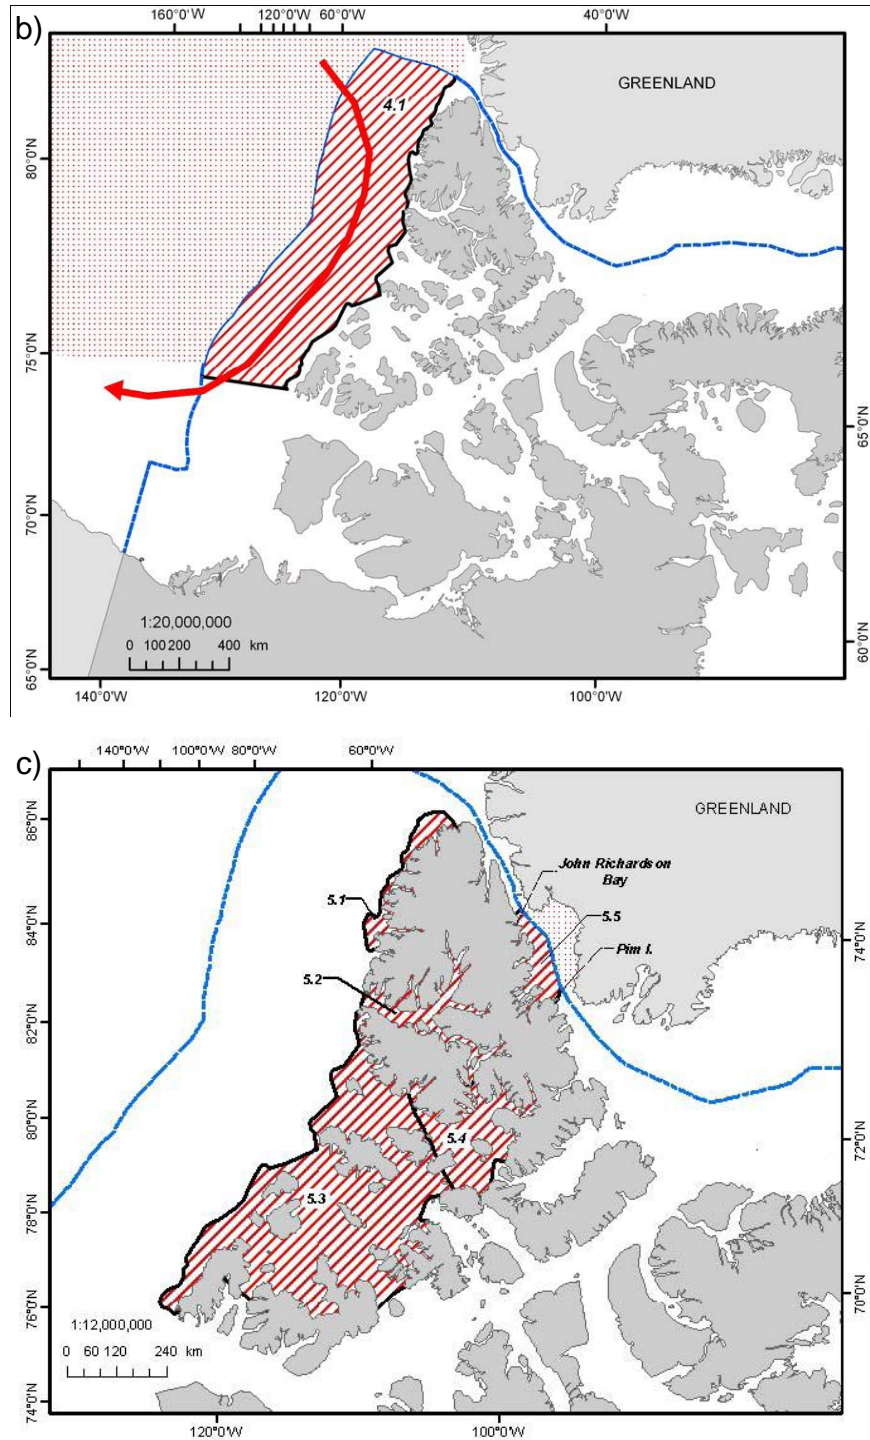 b)
160°0'W 120°0'W 60°0'W 40°0'W
GREENLAND
4.1
80°0'N
75°0'N
65°0'N
70°0'N
1:20,000,000
0 100 200 400 km
60°0'N
65°0'N
140°0'W 120°0'W 100°0'W
c)
140°0'W 100°0'W 80°0'W 60°0'W
86°0'N
GREENLAND
John Richardson
Bay
5.1
5.5
84°0'N
74°0'N
Pim I.
5.2
82°0'N
80°0'N
5.4
72°0'N
5.3
78°0'N
76°0'N
70°0'N
1:12,000,000
0 60 120 240 km
74°0'N
120°0'W 100°0'W